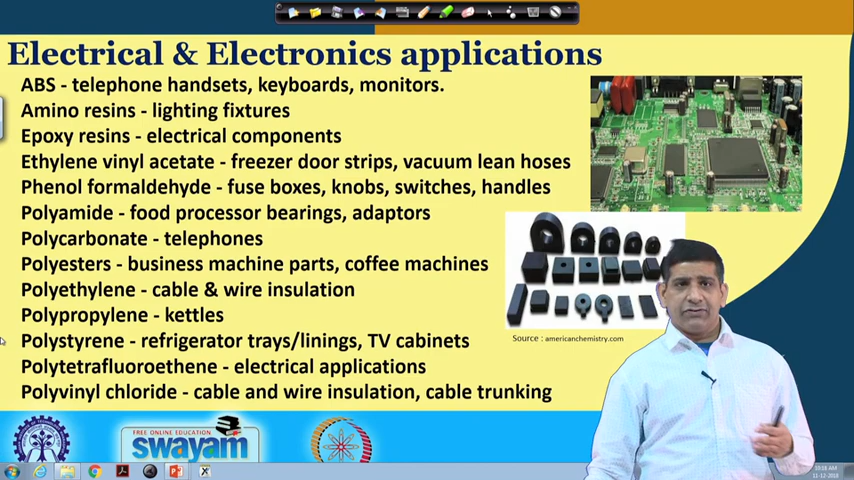 Electrical & Electronics applications
ABS - telephone handsets, keyboards, monitors.
Amino resins - lighting fixtures
Epoxy resins - electrical components
Ethylene vinyl acetate - freezer door strips, vacuum lean hoses
Phenol formaldehyde - fuse boxes, knobs, switches, handles
Polyamide - food processor bearings, adaptors
Polycarbonate - telephones
Polyesters - business machine parts, coffee machines
Polyethylene - cable & wire insulation
Polypropylene - kettles
Polystyrene - refrigerator trays/linings, TV cabinets
Polytetrafluoroethene - electrical applications
Polyvinyl chloride - cable and wire insulation, cable trunking
Source : americanchemistry.com
FREE ONLINE EDUCATION
swayam
11-12-2018